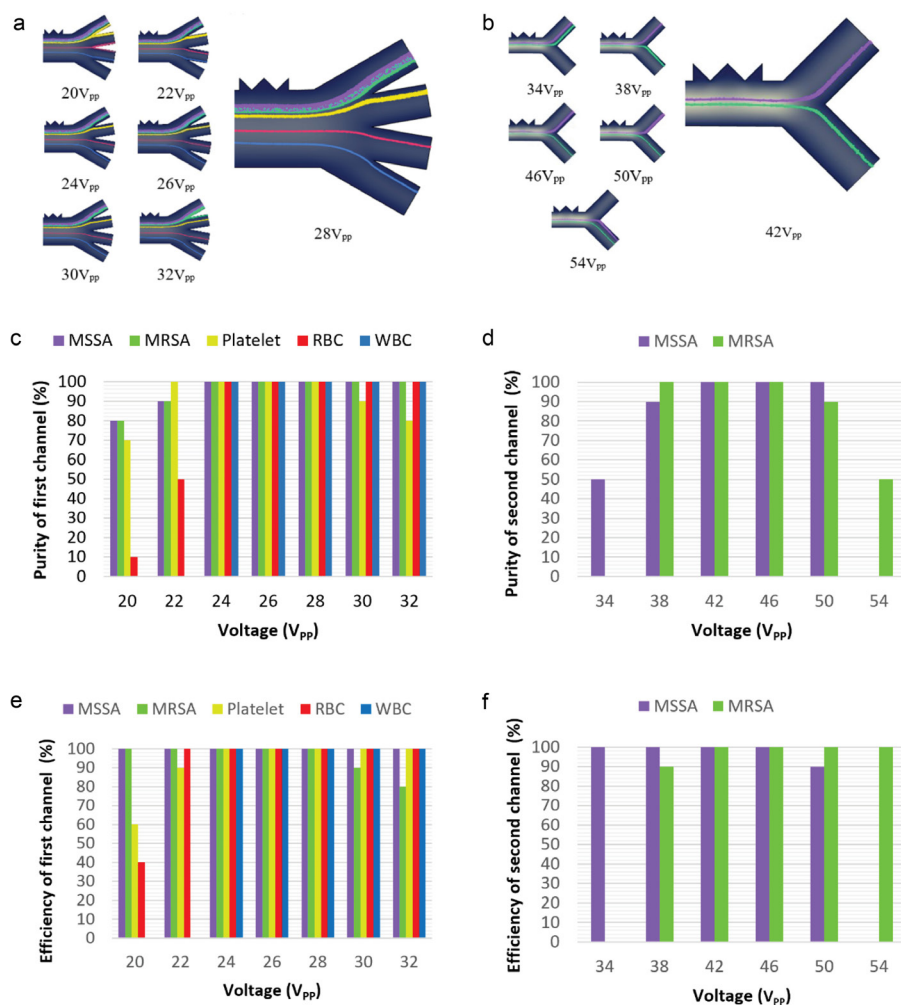 a
20Vpp
22Vpp
24Vpp
26Vpp
30Vpp
32Vpp
28Vpp
b
34Vpp
38Vpp
46Vpp
50Vpp
54Vpp
42Vpp
c
MSSA MRSA Platelet RBC WBC
Purity of first channel (%)
100
90
80
70
60
50
40
30
20
10
0
20 22 24 26 28 30 32
Voltage (VPP)
d
MSSA MRSA
Purity of second channel (%)
100
90
80
70
60
50
40
30
20
10
0
34 38 42 46 50 54
Voltage (VPP)
e
MSSA MRSA Platelet RBC WBC
Efficiency of first channel (%)
100
90
80
70
60
50
40
30
20
10
0
20 22 24 26 28 30 32
Voltage (VPP)
f
MSSA MRSA
Efficiency of second channel (%)
100
90
80
70
60
50
40
30
20
10
0
34 38 42 46 50 54
Voltage (VPP)